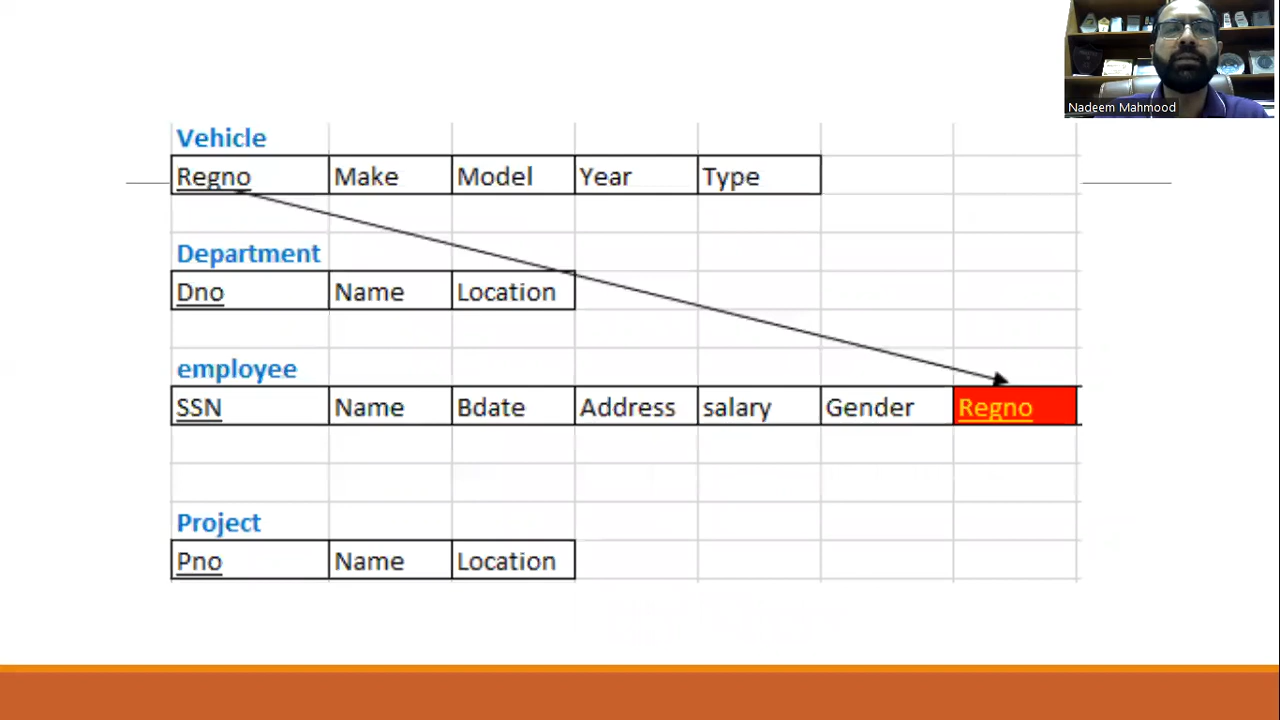 Nadeem Mahmood
Vehicle
Regno Make Model Year Type
Department
Dno Name Location
employee
SSN Name Bdate Address salary Gender Regno
Project
Pno Name Location